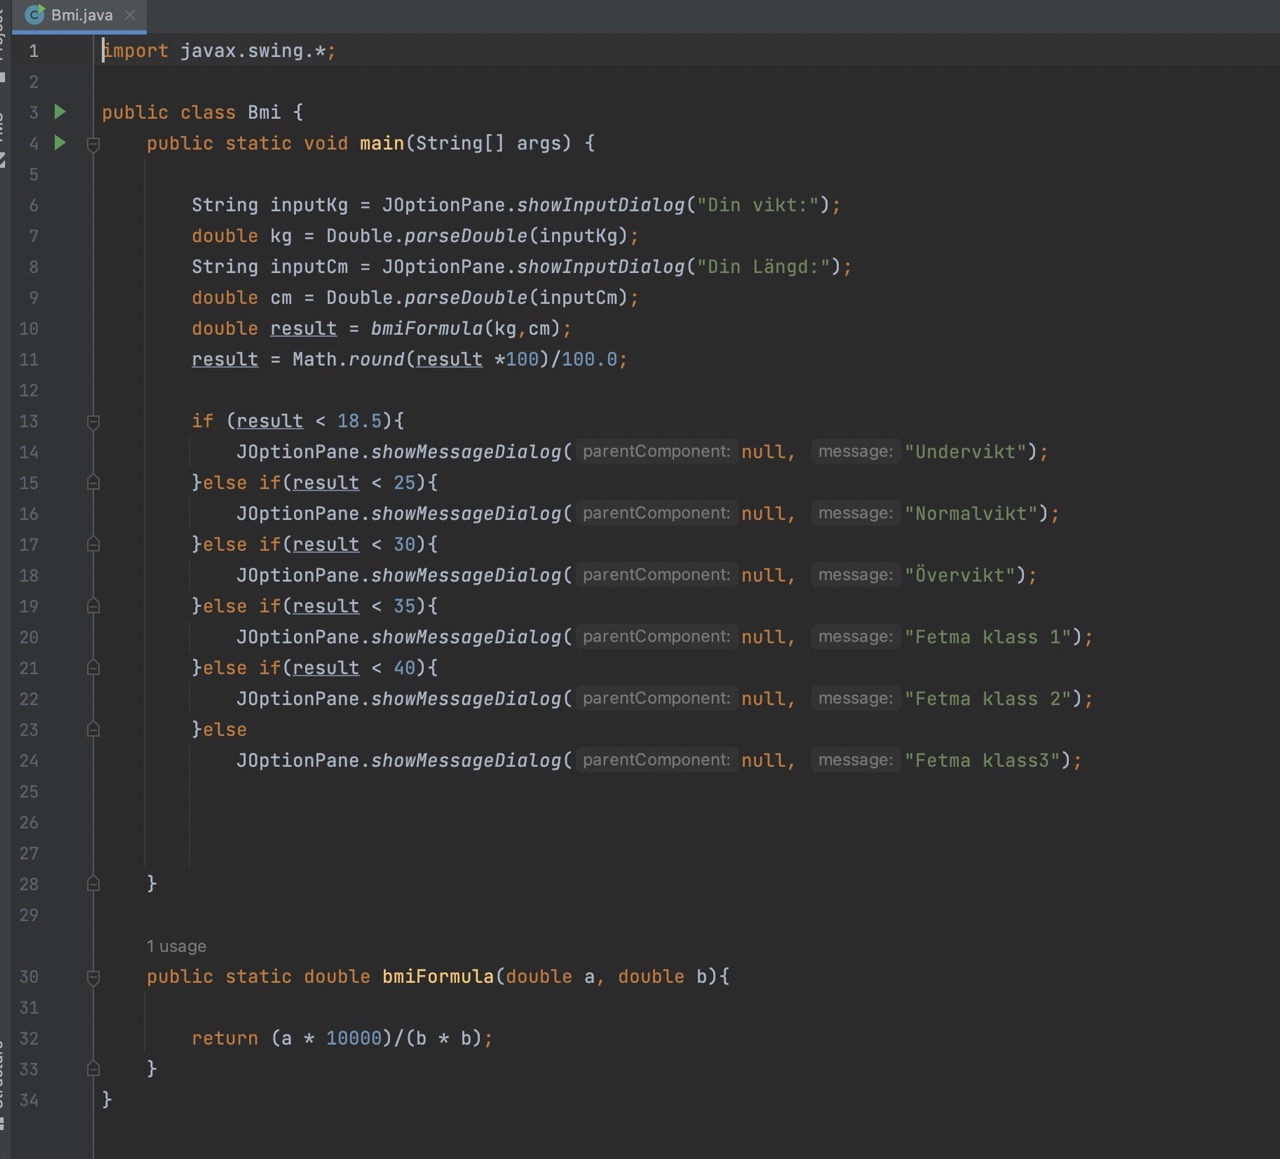 Bmi.java
1 import javax.swing.*;
2
3 public class Bmi {
4 public static void main(String[] args) {
5
6 String inputKg = JOptionPane.showInputDialog("Din vikt:");
7 double kg = Double.parseDouble(inputKg);
8 String inputCm = JOptionPane.showInputDialog("Din Längd:");
9 double cm = Double.parseDouble(inputCm);
10 double result = bmiFormula(kg,cm);
11 result = Math.round(result *100)/100.0;
12
13 if (result < 18.5){
14 JOptionPane.showMessageDialog( parentComponent: null, message: "Undervikt");
15 }else if(result < 25){
16 JOptionPane.showMessageDialog( parentComponent: null, message: "Normalvikt");
17 }else if(result < 30){
18 JOptionPane.showMessageDialog( parentComponent: null, message: "Övervikt");
19 }else if(result < 35){
20 JOptionPane.showMessageDialog( parentComponent: null, message: "Fetma klass 1");
21 }else if(result < 40){
22 JOptionPane.showMessageDialog( parentComponent: null, message: "Fetma klass 2");
23 }else
24 JOptionPane.showMessageDialog( parentComponent: null, message: "Fetma klass3");
25
26
27
28 }
29
1 usage
30 public static double bmiFormula(double a, double b){
31
32 return (a * 10000)/(b * b);
33 }
34 }